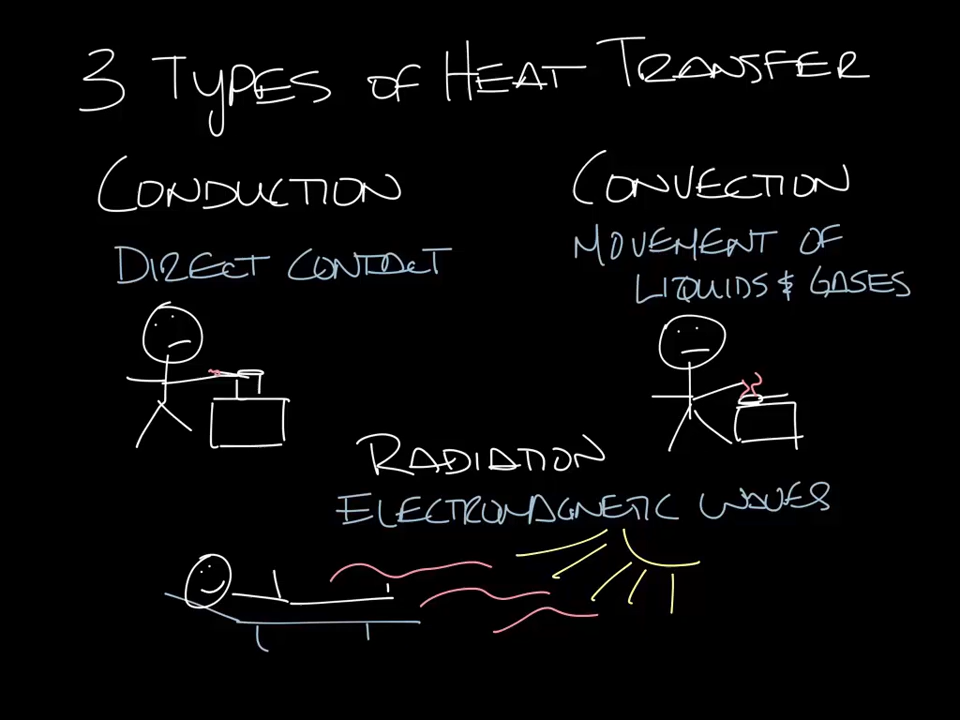 3 TYPES OF HEAT TRANSFER
CONDUCTION
DIRECT CONTACT
CONVECTION
MOVEMENT OF
LIQUIDS & GASES
RADIATION
ELECTROMAGNETIC WAVES